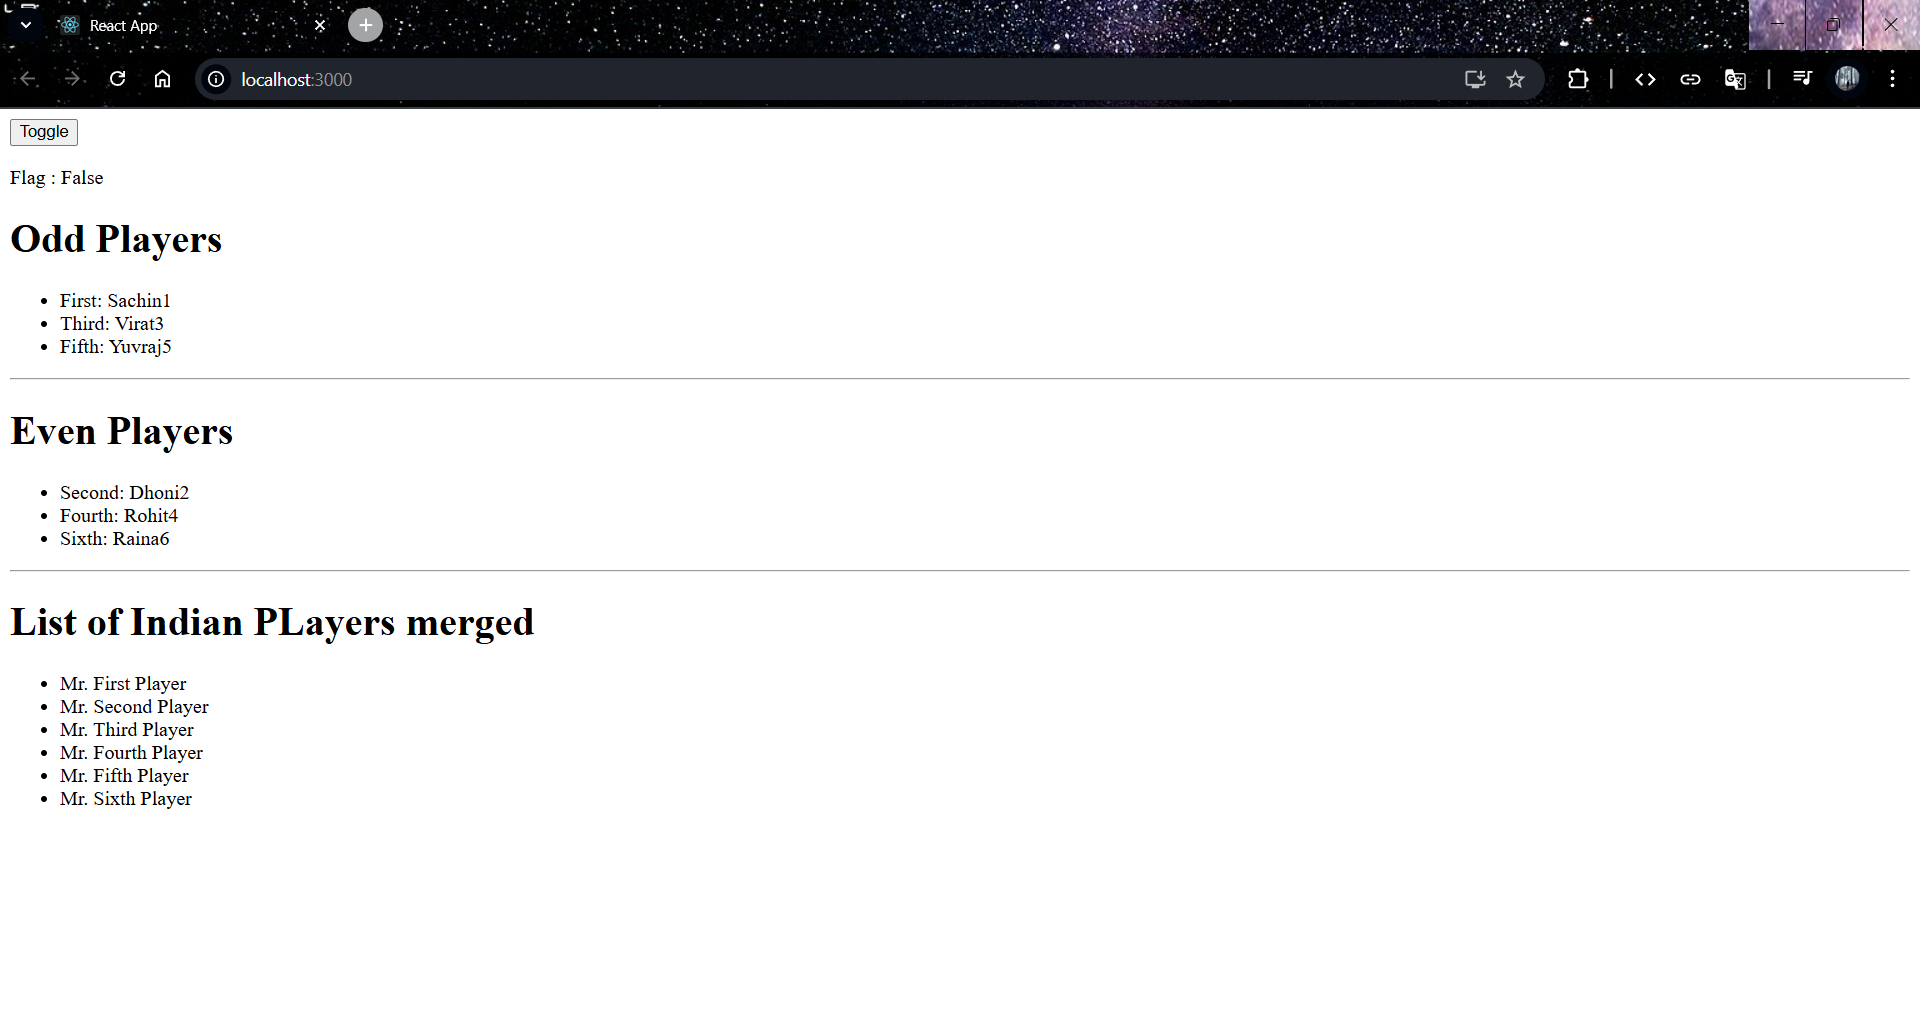 React App
localhost:3000
Toggle
Flag : False
Odd Players
First: Sachin1
Third: Virat3
Fifth: Yuvraj5
Even Players
Second: Dhoni2
Fourth: Rohit4
Sixth: Raina6
List of Indian PLayers merged
Mr. First Player
Mr. Second Player
Mr. Third Player
Mr. Fourth Player
Mr. Fifth Player
Mr. Sixth Player